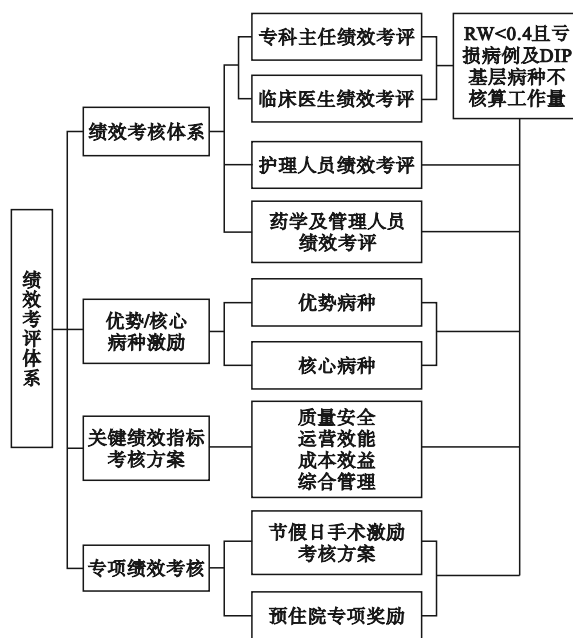 绩效考评体系
绩效考核体系
专科主任绩效考评
临床医生绩效考评
RW<0.4且亏
损病例及DIP
基层病种不
核算工作量
护理人员绩效考评
药学及管理人员
绩效考评
优势/核心
病种激励
优势病种
核心病种
关键绩效指标
考核方案
质量安全
运营效能
成本效益
综合管理
专项绩效考核
节假日手术激励
考核方案
预住院专项奖励